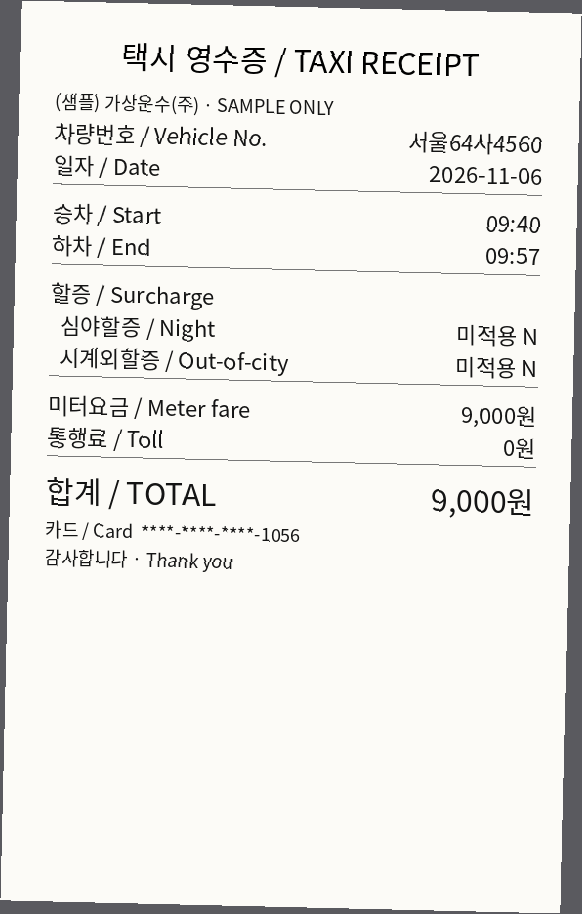 택시 영수증 / TAXI RECEIPT
(샘플) 가상운수(주) · SAMPLE ONLY
차량번호 / Vehicle No. 서울64사4560
일자 / Date 2026-11-06
승차 / Start 09:40
하차 / End 09:57
할증 / Surcharge
심야할증 / Night 미적용 N
시계외할증 / Out-of-city 미적용 N
미터요금 / Meter fare 9,000원
통행료 / Toll 0원
합계 / TOTAL 9,000원
카드 / Card ****-****-****-1056
감사합니다 · Thank you